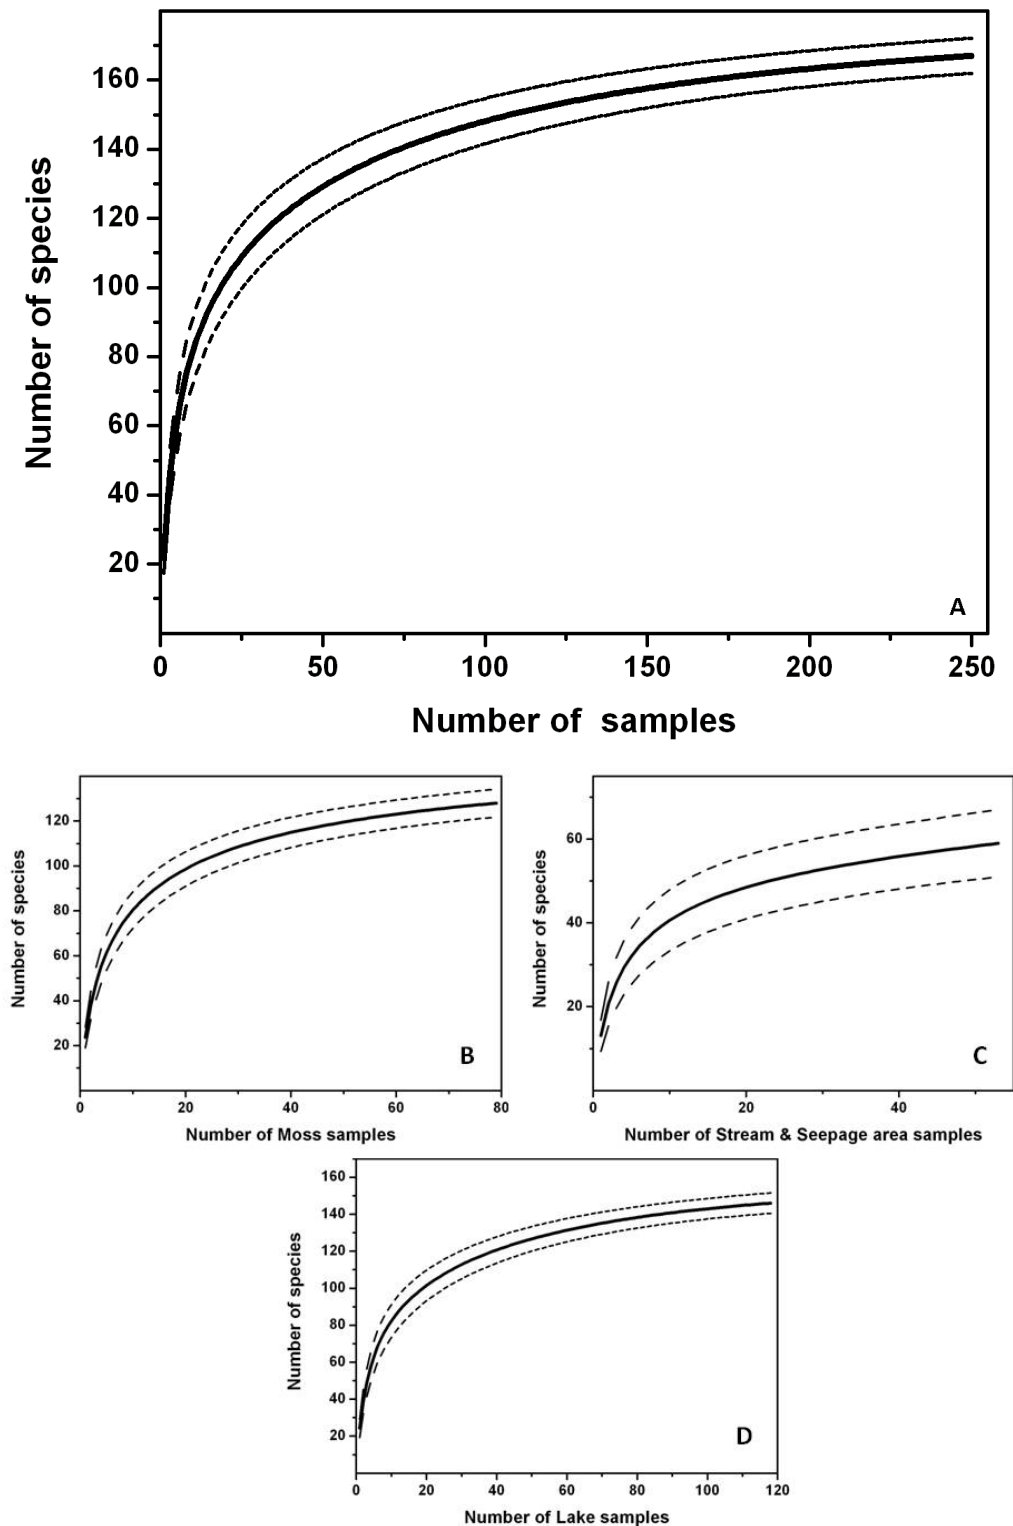 Number of species
160
140
120
100
80
60
40
20
A
0 50 100 150 200 250
Number of samples
Number of species
120
100
80
60
40
20
B
0 20 40 60 80
Number of Moss samples
Number of species
60
40
20
C
0 20 40
Number of Stream & Seepage area samples
Number of species
160
140
120
100
80
60
40
20
D
0 20 40 60 80 100 120
Number of Lake samples